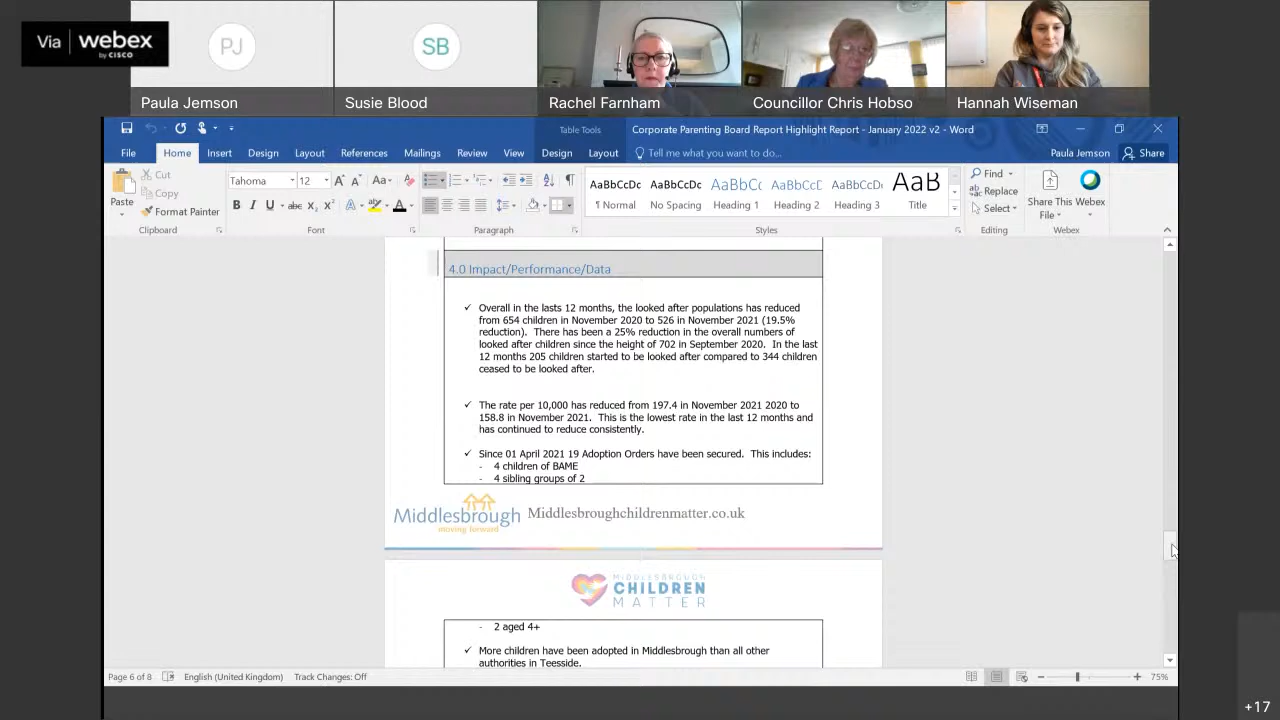 Via webex
by CISCO
PJ
SB
Paula Jemson
Susie Blood
Rachel Farnham
Councillor Chris Hobso
Hannah Wiseman
Table Tools
Corporate Parenting Board Report Highlight Report - January 2022 v2 - Word
File Home Insert Design Layout References Mailings Review View Design Layout Tell me what you want to do... Paula Jemson Share
Paste
Cut
Copy
Format Painter
Clipboard
Tahoma 12
B I U abc X₂ X²
Font
Paragraph
AaBbCcDc AaBbCcDc AaBbC( AaBbCcD AaBbCcD AaB
¶ Normal No Spacing Heading 1 Heading 2 Heading 3 Title
Styles
Find
Replace
Select
Editing
Share This Webex
File
Webex
4.0 Impact/Performance/Data
✓ Overall in the lasts 12 months, the looked after populations has reduced
from 654 children in November 2020 to 526 in November 2021 (19.5%
reduction). There has been a 25% reduction in the overall numbers of
looked after children since the height of 702 in September 2020. In the last
12 months 205 children started to be looked after compared to 344 children
ceased to be looked after.
✓ The rate per 10,000 has reduced from 197.4 in November 2021 2020 to
158.8 in November 2021. This is the lowest rate in the last 12 months and
has continued to reduce consistently.
✓ Since 01 April 2021 19 Adoption Orders have been secured. This includes:
- 4 children of BAME
- 4 sibling groups of 2
Middlesbrough
moving forward
Middlesbroughchildrenmatter.co.uk
MIDDLESBROUGH
CHILDREN
MATTER
- 2 aged 4+
✓ More children have been adopted in Middlesbrough than all other
authorities in Teesside.
Page 6 of 8 English (United Kingdom) Track Changes: Off 75%
+17